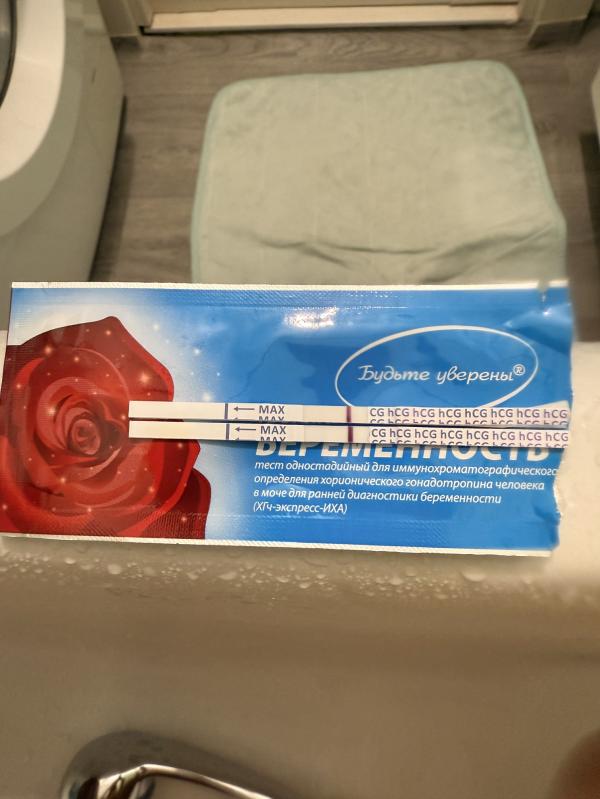 Будьте уверены®
← MAX
CG hCG hCG hCG hCG hCG hCG hCG
← MAX
CG hCG hCG hCG hCG hCG hCG hCG
БЕРЕМЕННОСТЬ
тест одностадийный для иммунохроматографического
определения хорионического гонадотропина человека
в моче для ранней диагностики беременности
(ХГч-экспресс-ИХА)